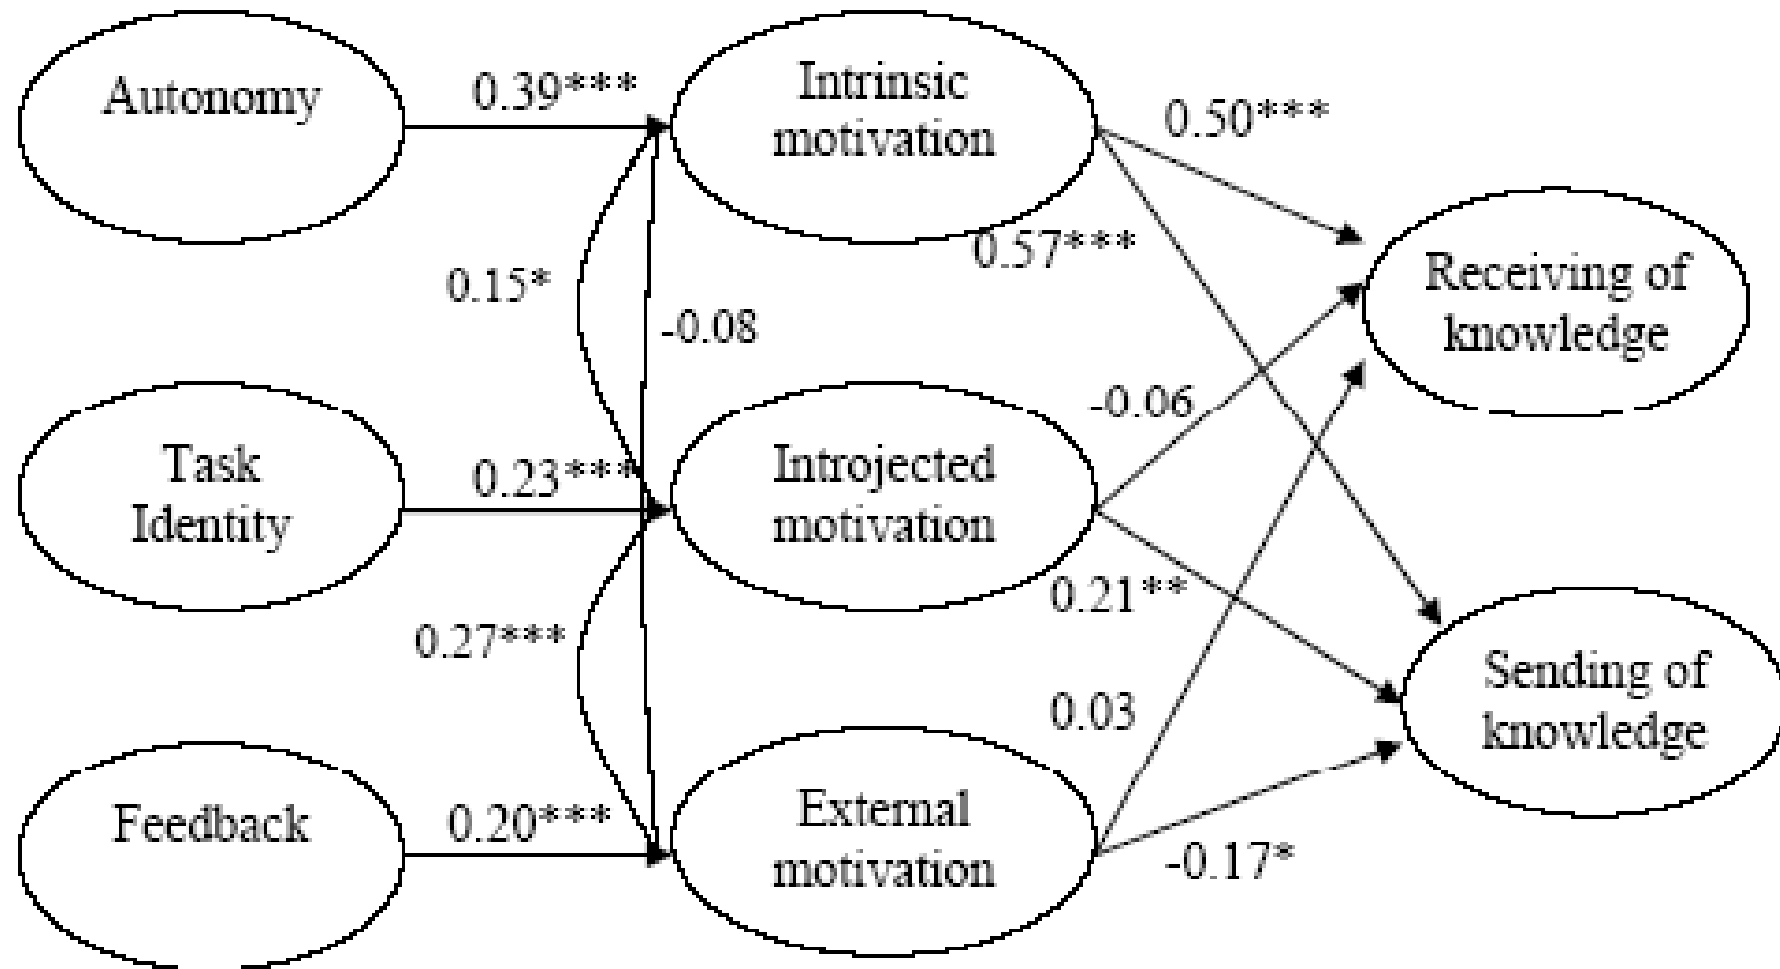 Autonomy
0.39***
Intrinsic
motivation
0.50***
0.57***
Receiving of
knowledge
0.15*
-0.08
-0.06
Task
Identity
0.23***
Introjected
motivation
0.21**
0.27***
0.03
Sending of
knowledge
Feedback
0.20***
External
motivation
-0.17*